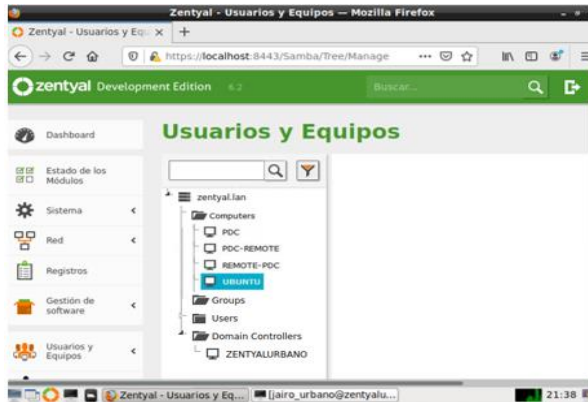 Zentyal - Usuarios y Equipos — Mozilla Firefox
Zentyal - Usuarios y Equ
https://localhost:8443/Samba/Tree/Manage
zentyal Development Edition 6.2
Buscar...
Dashboard
Estado de los Módulos
Sistema
Red
Registros
Gestión de software
Usuarios y Equipos
Usuarios y Equipos
zentyal.lan
Computers
PDC
PDC-REMOTE
REMOTE-PDC
UBUNTU
Groups
Users
Domain Controllers
ZENTYALURBANO
Zentyal - Usuarios y Eq...
[jairo_urbano@zentyalu...
21:38